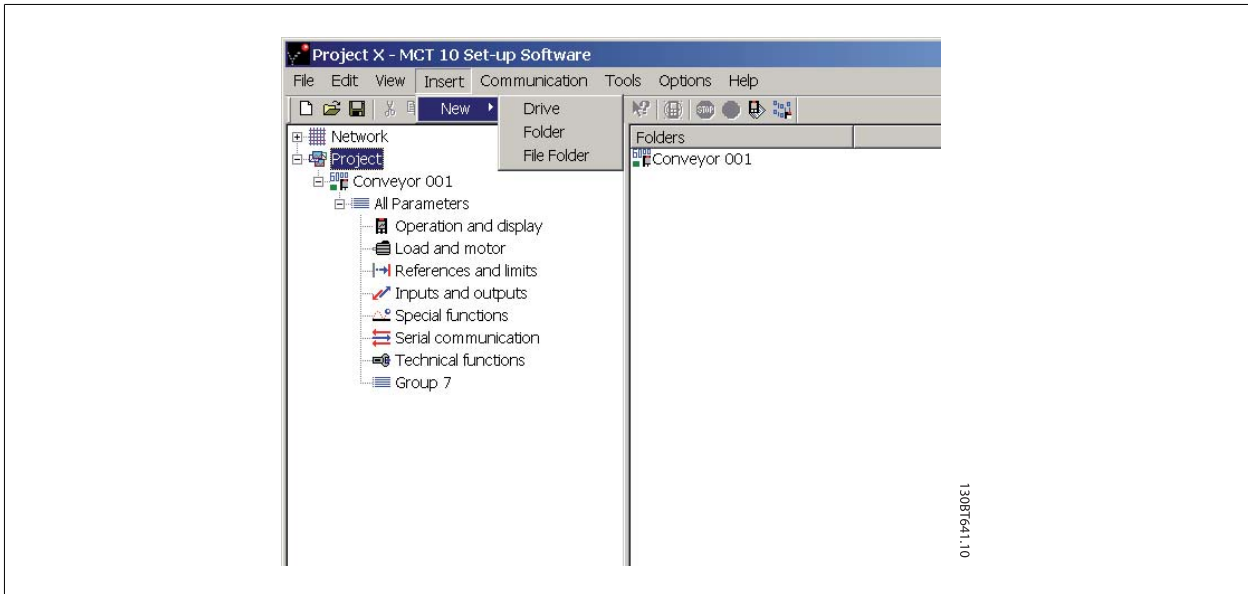 Project X - MCT 10 Set-up Software
File Edit View Insert Communication Tools Options Help
New
Drive
Folder
File Folder
Network
Project
Conveyor 001
All Parameters
Operation and display
Load and motor
References and limits
Inputs and outputs
Special functions
Serial communication
Technical functions
Group 7
Folders
Conveyor 001
130BT641.10